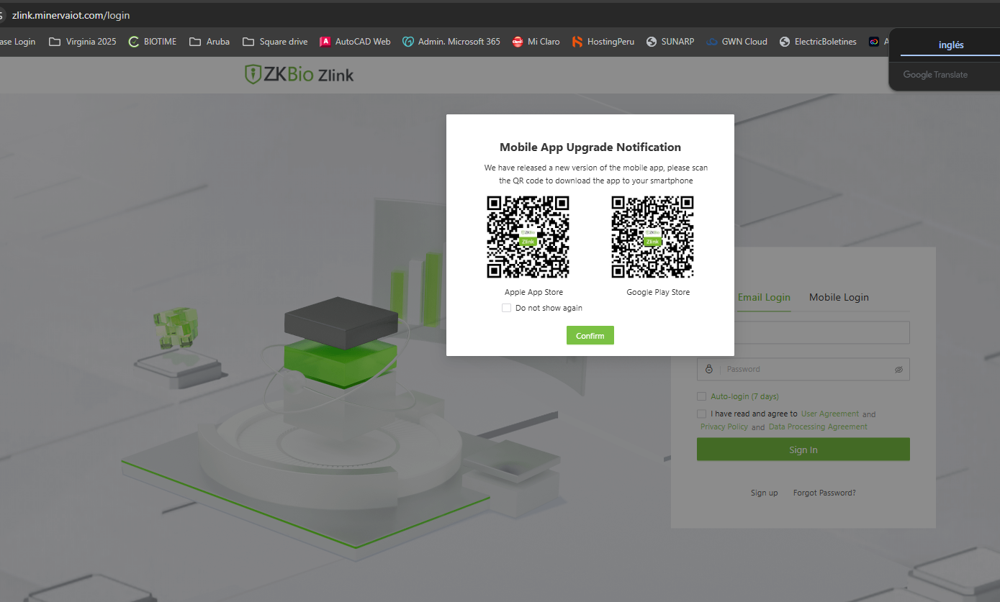 zlink.minervaiot.com/login
ase Login Virginia 2025 BIOTIME Aruba Square drive AutoCAD Web Admin. Microsoft 365 Mi Claro HostingPeru SUNARP GWN Cloud ElectricBoletines A
inglés
Google Translate
ZKBio Zlink
Mobile App Upgrade Notification
We have released a new version of the mobile app, please scan
the QR code to download the app to your smartphone
ZKBio
Zlink
ZKBio
Zlink
Apple App Store Google Play Store
Do not show again
Confirm
Email Login Mobile Login
Password
Auto-login (7 days)
I have read and agree to User Agreement and
Privacy Policy and Data Processing Agreement
Sign In
Sign up Forgot Password?